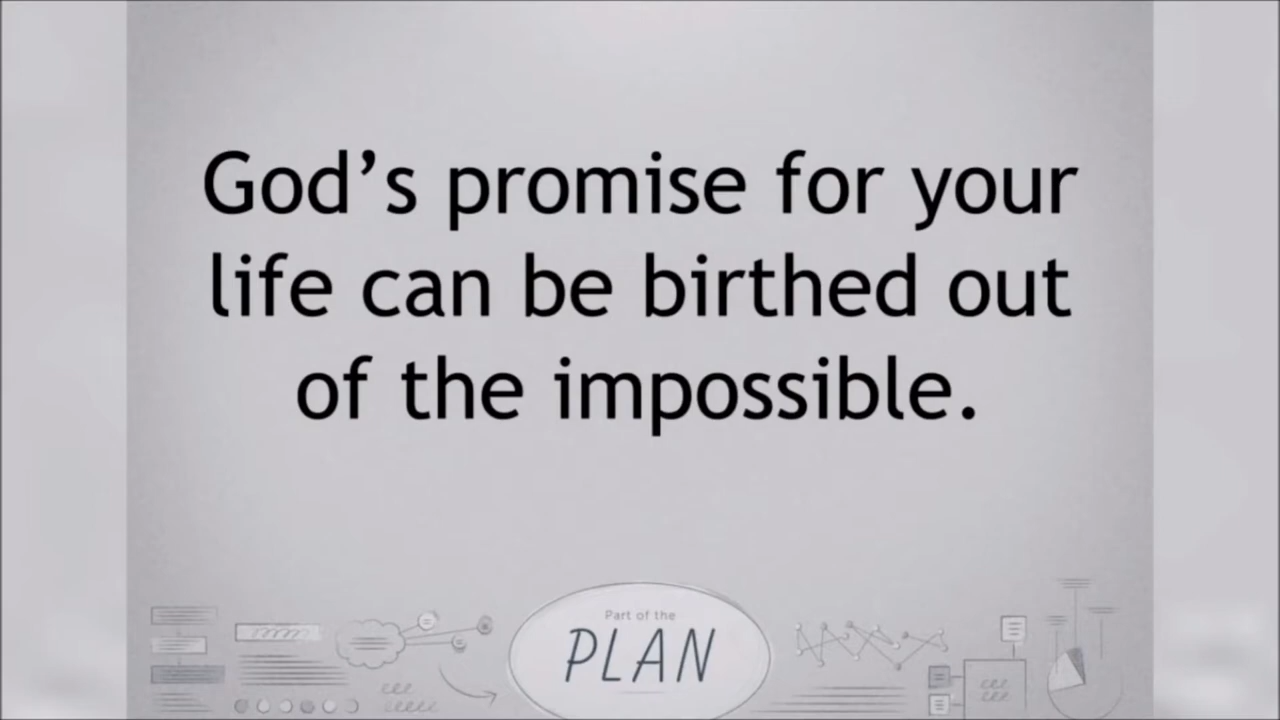 God’s promise for your
life can be birthed out
of the impossible.
Part of the
PLAN